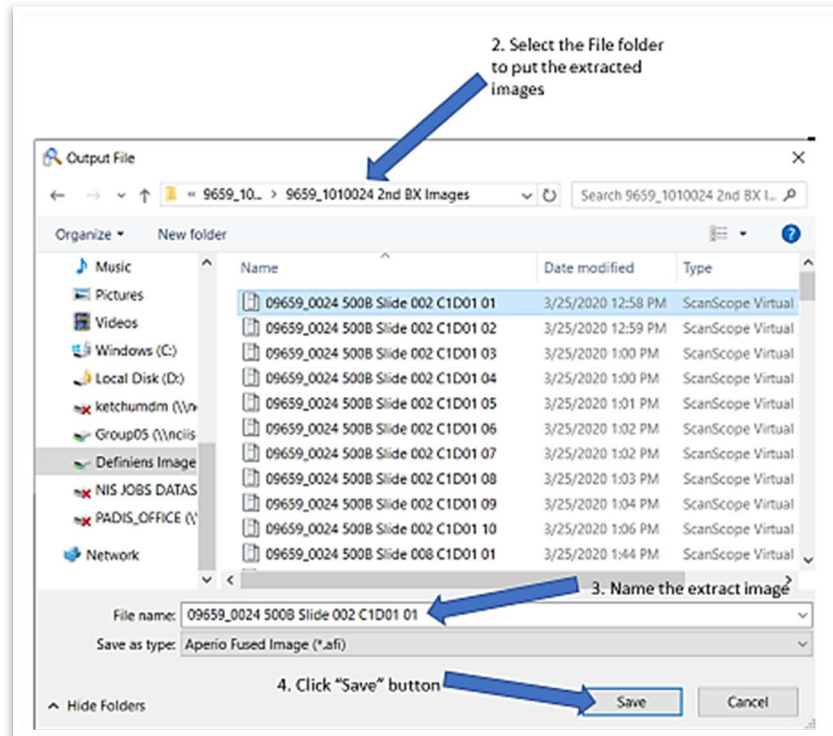 2. Select the File folder
to put the extracted
images
Output File
« 9659_10... > 9659_1010024 2nd BX Images
Search 9659_1010024 2nd BX I...
Organize
New folder
Name
Date modified
Type
Music
Pictures
Videos
Windows (C:)
Local Disk (D:)
ketchumdm (\\n
Group05 (\\nciis
Definiens Image
NIS JOBS DATAS
PADIS_OFFICE (\
Network
09659_0024 500B Slide 002 C1D01 01 3/25/2020 12:58 PM ScanScope Virtual
09659_0024 500B Slide 002 C1D01 02 3/25/2020 12:59 PM ScanScope Virtual
09659_0024 500B Slide 002 C1D01 03 3/25/2020 1:00 PM ScanScope Virtual
09659_0024 500B Slide 002 C1D01 04 3/25/2020 1:00 PM ScanScope Virtual
09659_0024 500B Slide 002 C1D01 05 3/25/2020 1:01 PM ScanScope Virtual
09659_0024 500B Slide 002 C1D01 06 3/25/2020 1:02 PM ScanScope Virtual
09659_0024 500B Slide 002 C1D01 07 3/25/2020 1:02 PM ScanScope Virtual
09659_0024 500B Slide 002 C1D01 08 3/25/2020 1:03 PM ScanScope Virtual
09659_0024 500B Slide 002 C1D01 09 3/25/2020 1:04 PM ScanScope Virtual
09659_0024 500B Slide 002 C1D01 10 3/25/2020 1:06 PM ScanScope Virtual
09659_0024 500B Slide 008 C1D01 01 3/25/2020 1:44 PM ScanScope Virtual
3. Name the extract image
File name: 09659_0024 500B Slide 002 C1D01 01
Save as type: Aperio Fused Image (*.afi)
4. Click "Save" button
Hide Folders
Save
Cancel